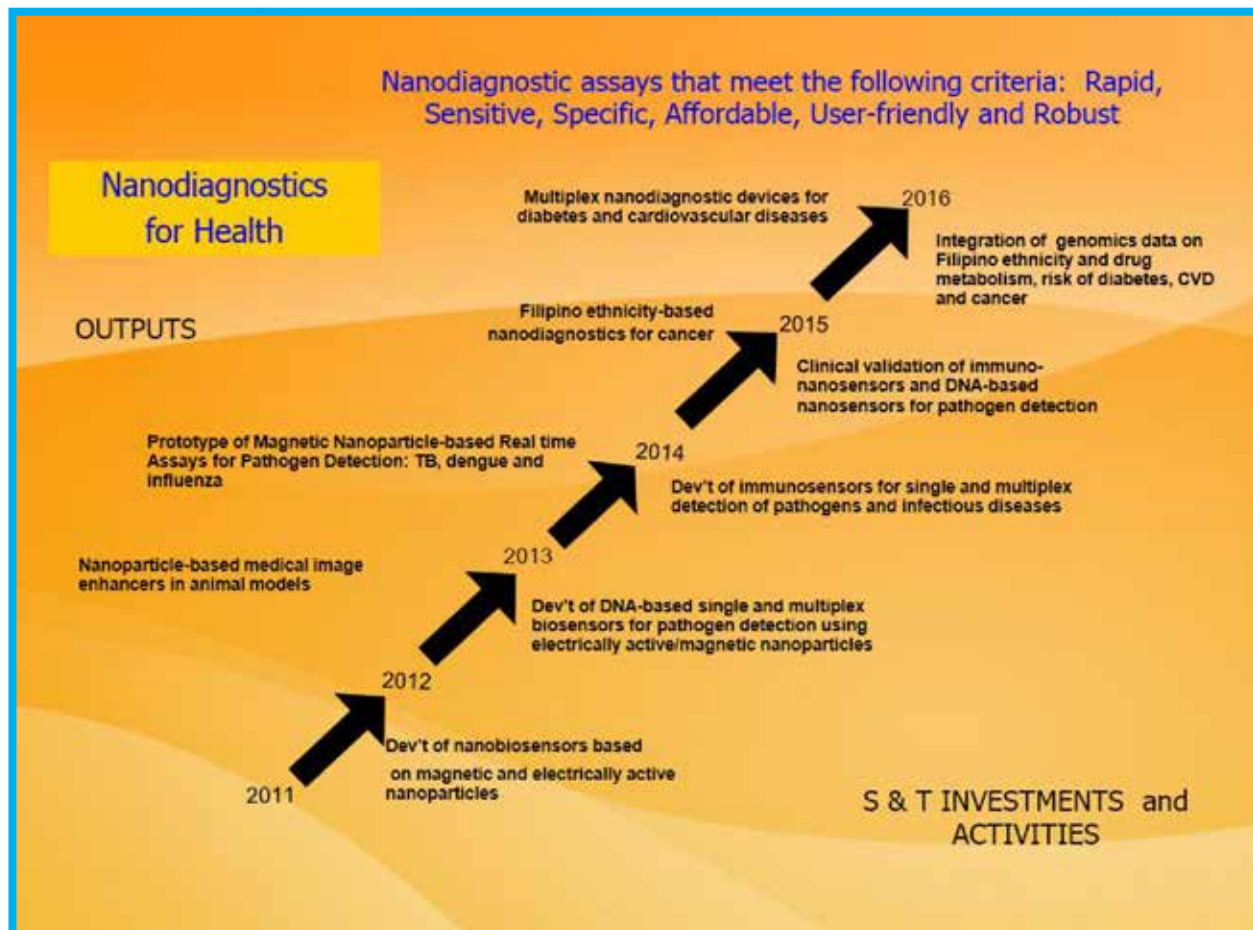 Nanodiagnostic assays that meet the following criteria:  Rapid,
Sensitive, Specific, Affordable, User-friendly and Robust
Nanodiagnostics
for Health
Multiplex nanodiagnostic devices for
diabetes and cardiovascular diseases
2016
Integration of genomics data on
Filipino ethnicity and drug
metabolism, risk of diabetes, CVD
and cancer
OUTPUTS
Filipino ethnicity-based
nanodiagnostics for cancer
2015
Clinical validation of immuno-
nanosensors and DNA-based
nanosensors for pathogen detection
Prototype of Magnetic Nanoparticle-based Real time
Assays for Pathogen Detection: TB, dengue and
influenza
2014
Dev't of immunosensors for single and multiplex
detection of pathogens and infectious diseases
Nanoparticle-based medical image
enhancers in animal models
2013
Dev't of DNA-based single and multiplex
biosensors for pathogen detection using
electrically active/magnetic nanoparticles
2012
Dev't of nanobiosensors based
on magnetic and electrically active
nanoparticles
2011
S & T INVESTMENTS and
ACTIVITIES